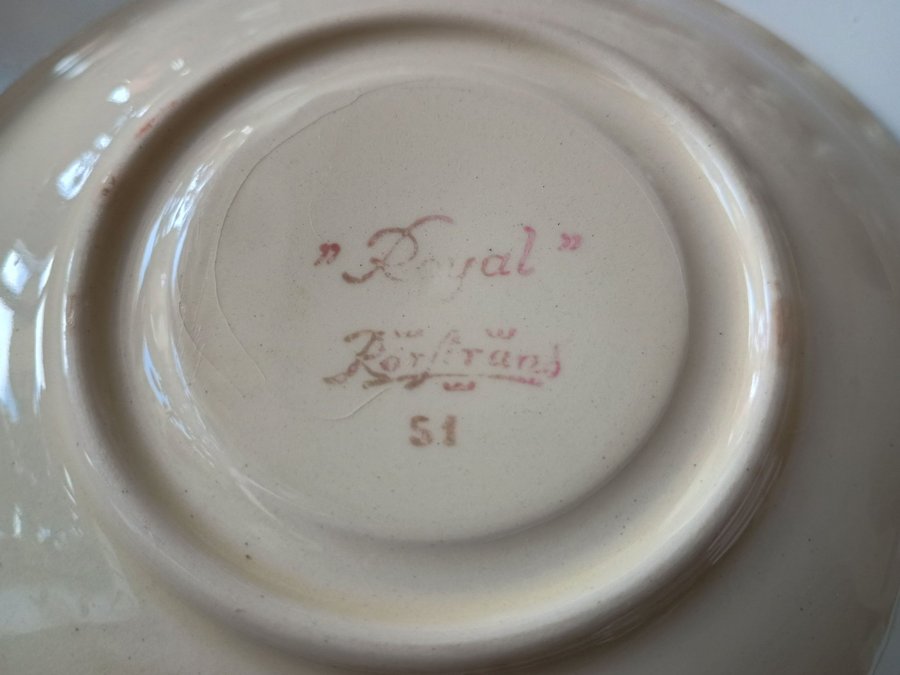 ”Royal”
Rörstrand
51